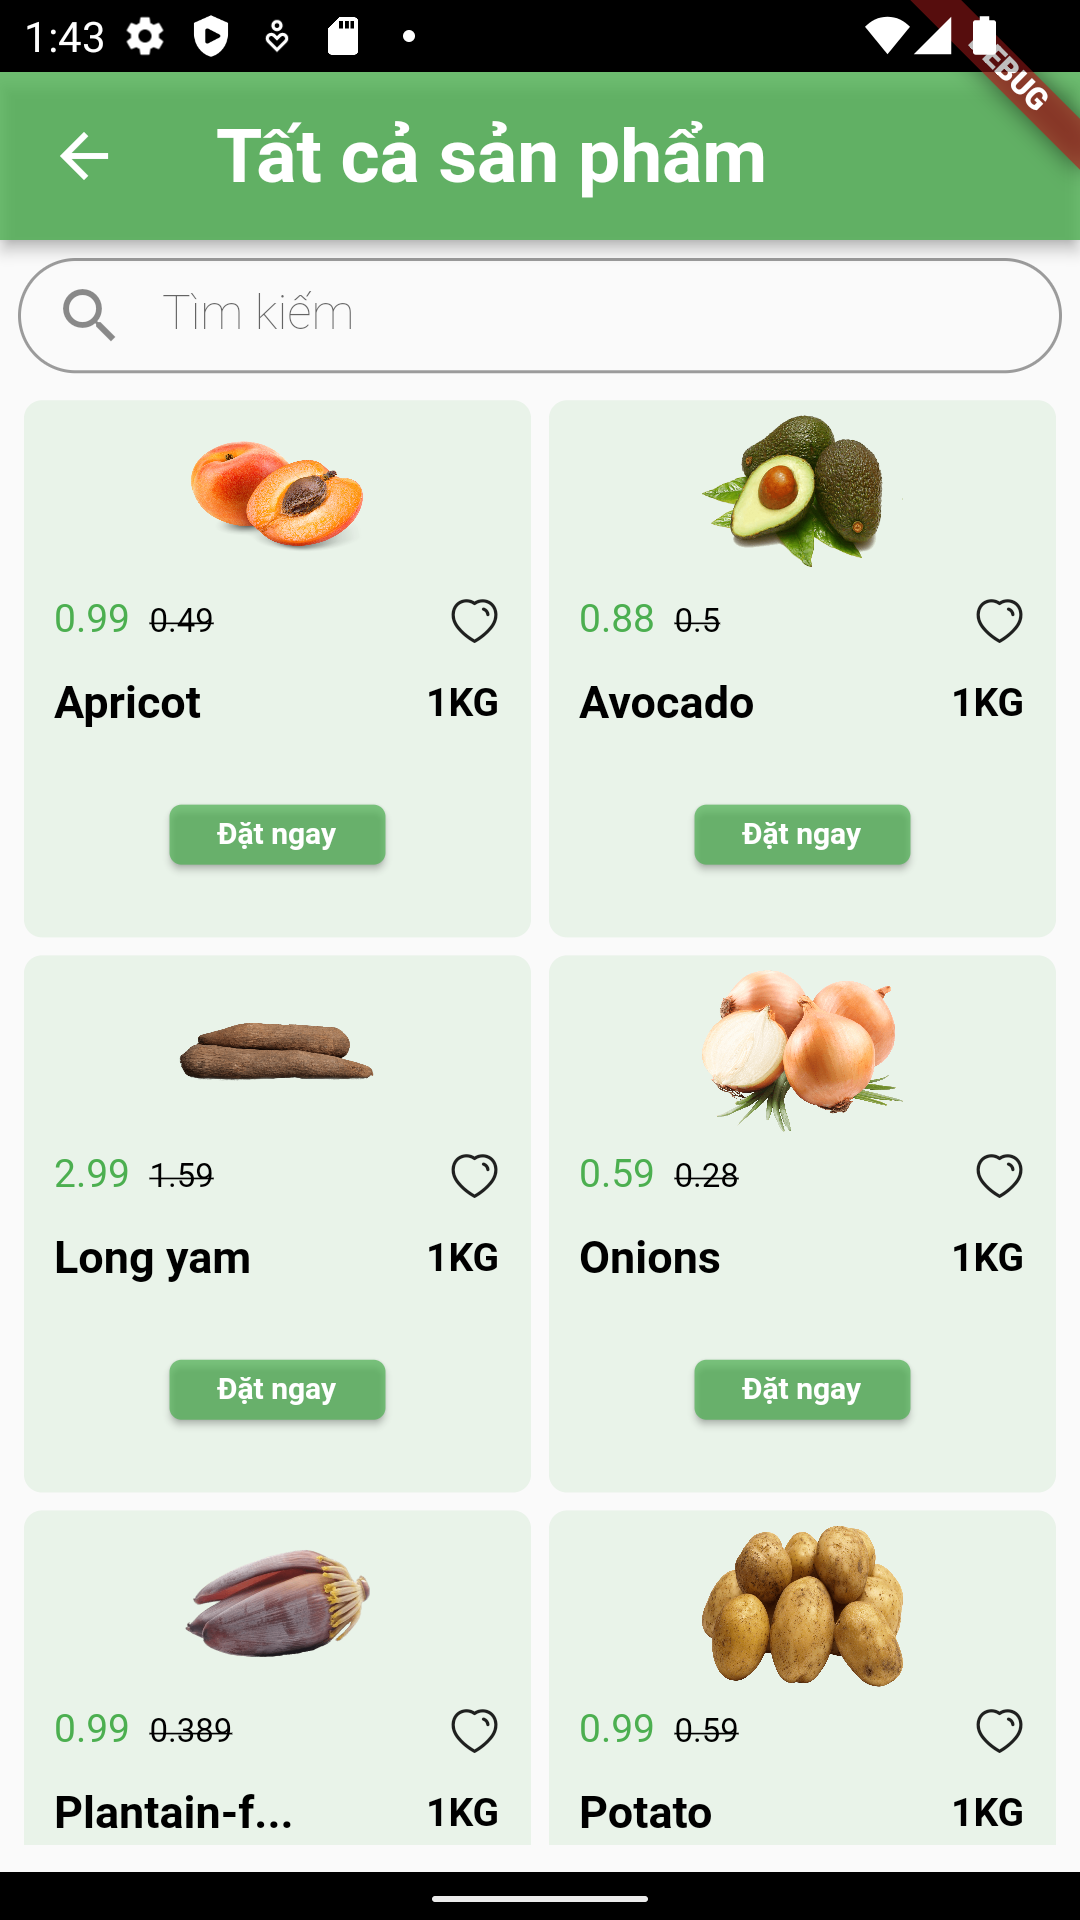 1:43
DEBUG
Tất cả sản phẩm
Tìm kiếm
0.99 0.49
Apricot 1KG
Đặt ngay
0.88 0.5
Avocado 1KG
Đặt ngay
2.99 1.59
Long yam 1KG
Đặt ngay
0.59 0.28
Onions 1KG
Đặt ngay
0.99 0.389
Plantain-f... 1KG
0.99 0.59
Potato 1KG